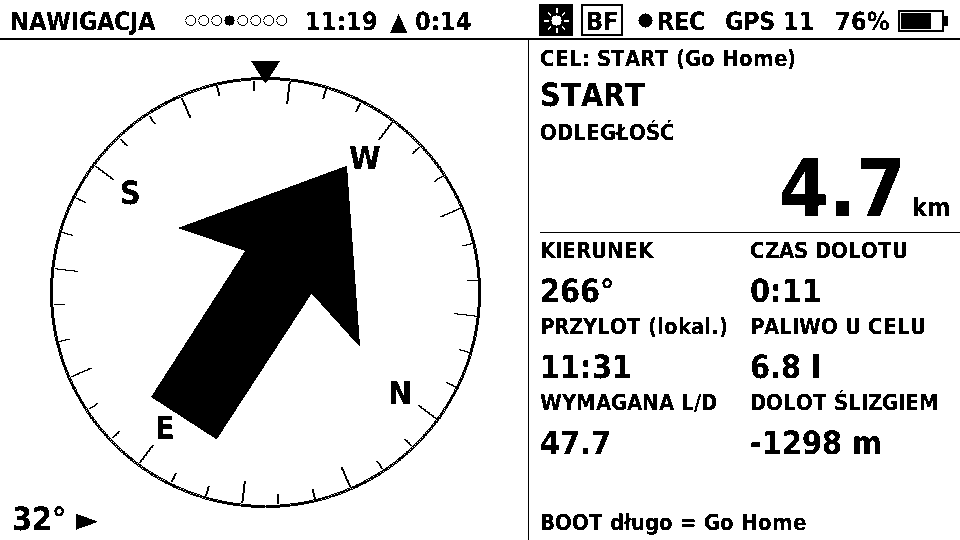 NAWIGACJA 11:19 ▲ 0:14 BF ●REC GPS 11 76%
W
S
N
E
32° ►
CEL: START (Go Home)
START
ODLEGŁOŚĆ
4.7 km
KIERUNEK CZAS DOLOTU
266° 0:11
PRZYLOT (lokal.) PALIWO U CELU
11:31 6.8 l
WYMAGANA L/D DOLOT ŚLIZGIEM
47.7 -1298 m
BOOT długo = Go Home